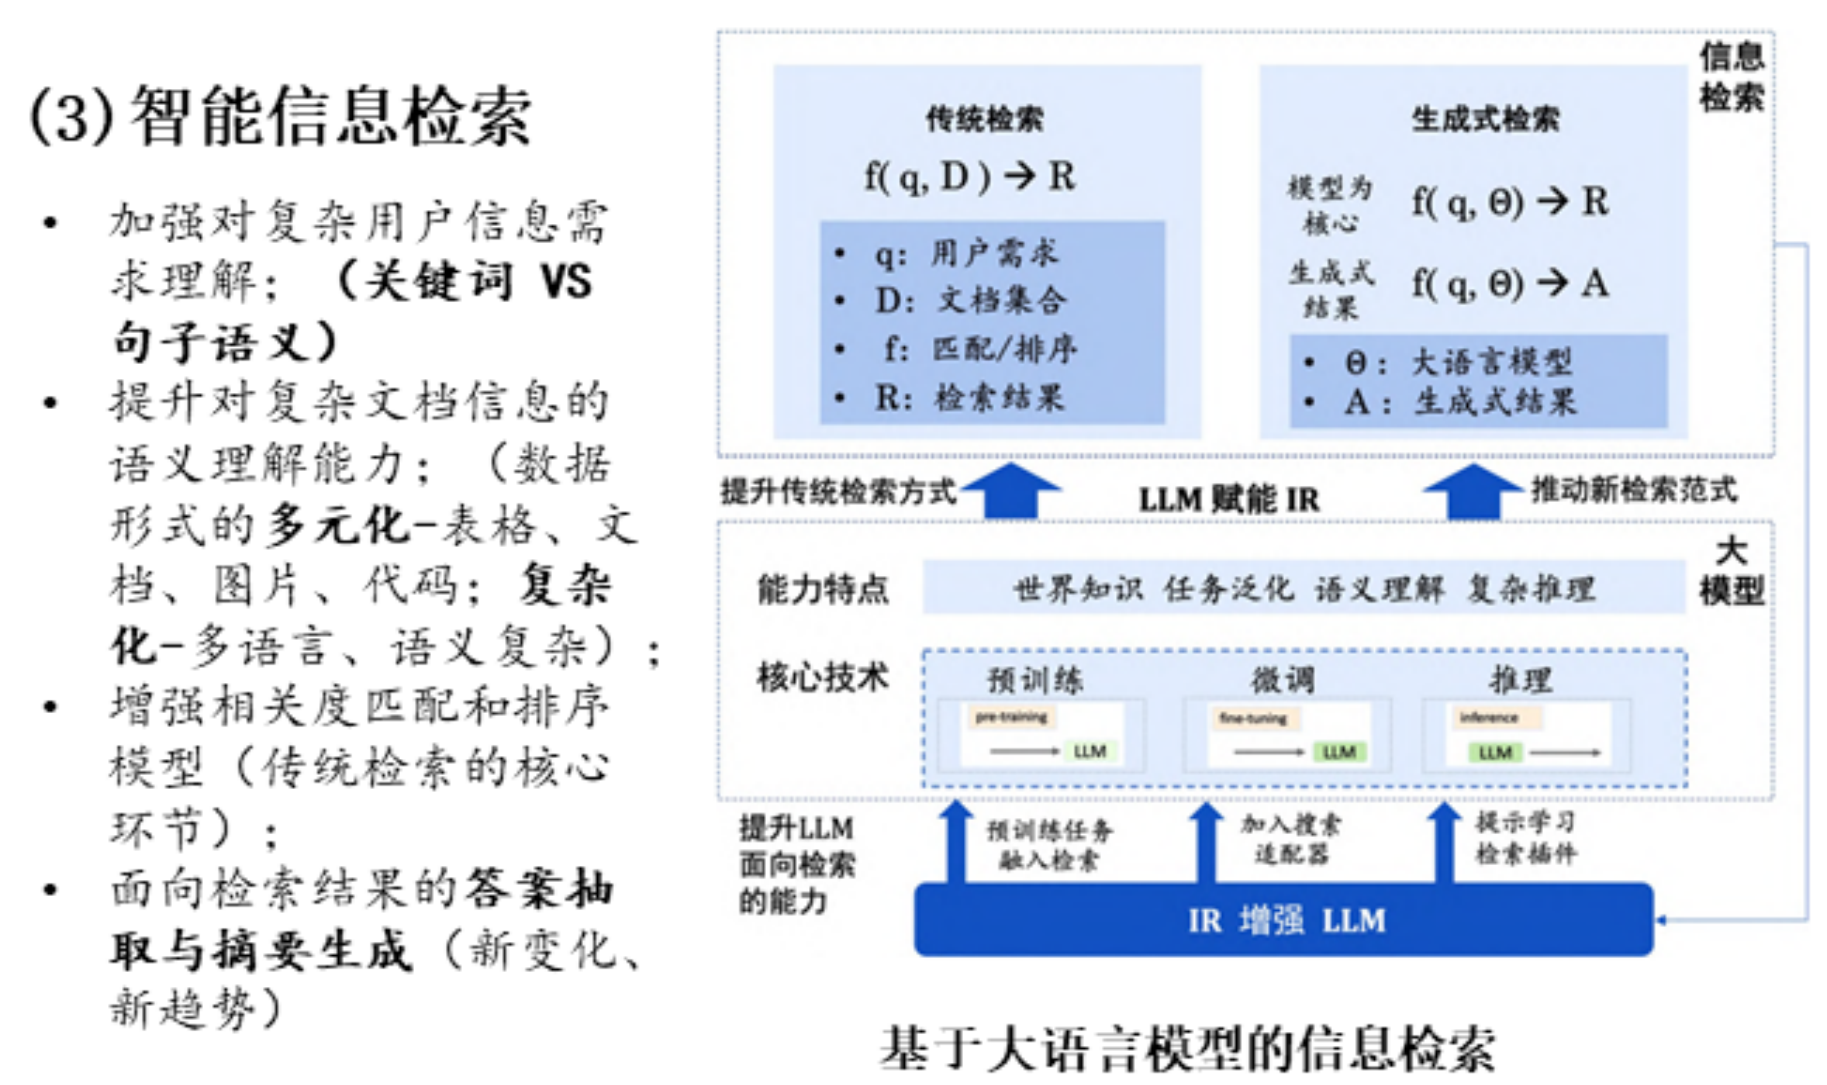 (3)智能信息检索
• 加强对复杂用户信息需
求理解；（关键词 VS
句子语义）
• 提升对复杂文档信息的
语义理解能力；（数据
形式的多元化-表格、文
档、图片、代码；复杂
化-多语言、语义复杂）；
• 增强相关度匹配和排序
模型（传统检索的核心
环节）；
• 面向检索结果的答案抽
取与摘要生成（新变化、
新趋势）
信息
检索
传统检索
f( q, D ) → R
• q：用户需求
• D：文档集合
• f：匹配/排序
• R：检索结果
生成式检索
模型为
核心
f( q, Θ) → R
生成式
结果
f( q, Θ) → A
• Θ：大语言模型
• A：生成式结果
提升传统检索方式
LLM 赋能 IR
推动新检索范式
大
模型
能力特点
世界知识 任务泛化 语义理解 复杂推理
核心技术
预训练
pre-training
LLM
微调
fine-tuning
LLM
推理
inference
LLM
提升LLM
面向检索
的能力
预训练任务
融入检索
加入搜索
适配器
提示学习
检索插件
IR 增强 LLM
基于大语言模型的信息检索